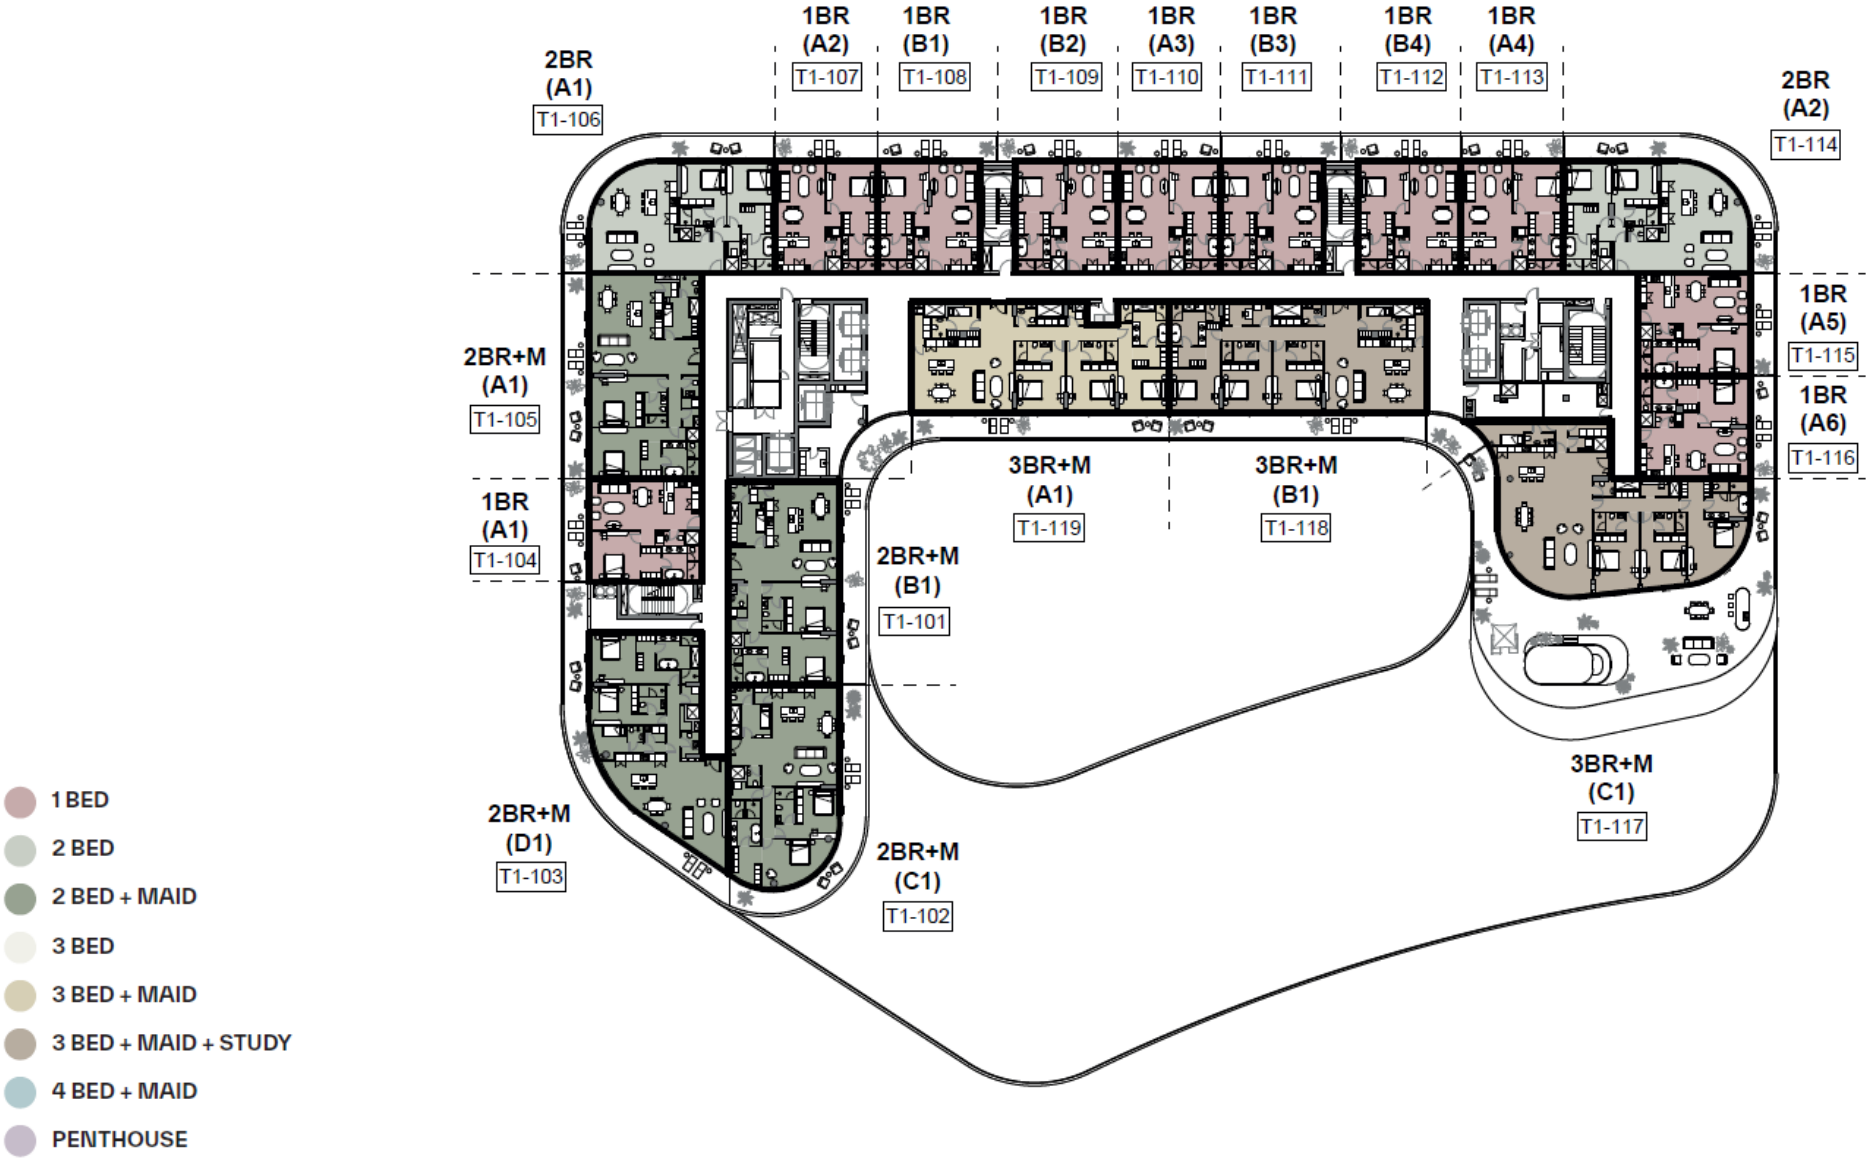 1BR
(A2)
T1-107
1BR
(B1)
T1-108
1BR
(B2)
T1-109
1BR
(A3)
T1-110
1BR
(B3)
T1-111
1BR
(B4)
T1-112
1BR
(A4)
T1-113
2BR
(A1)
T1-106
2BR
(A2)
T1-114
1BR
(A5)
T1-115
1BR
(A6)
T1-116
2BR+M
(A1)
T1-105
1BR
(A1)
T1-104
3BR+M
(A1)
T1-119
3BR+M
(B1)
T1-118
2BR+M
(B1)
T1-101
3BR+M
(C1)
T1-117
2BR+M
(D1)
T1-103
2BR+M
(C1)
T1-102
1 BED
2 BED
2 BED + MAID
3 BED
3 BED + MAID
3 BED + MAID + STUDY
4 BED + MAID
PENTHOUSE